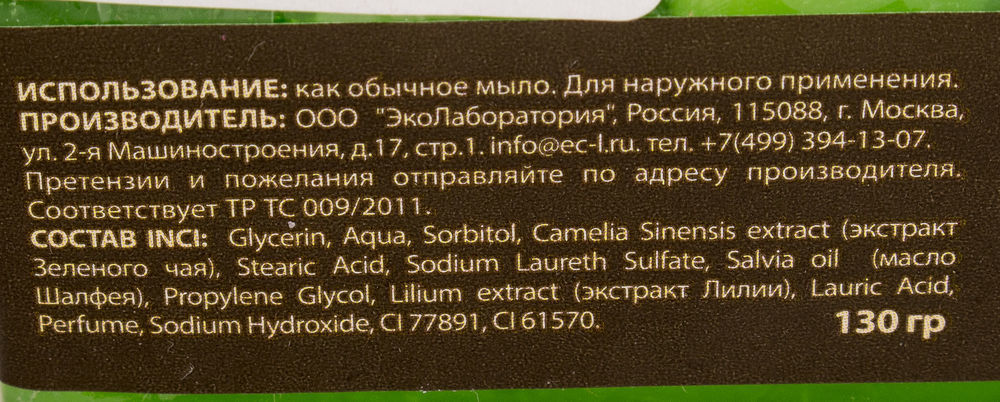 ИСПОЛЬЗОВАНИЕ: как обычное мыло. Для наружного применения.
ПРОИЗВОДИТЕЛЬ: ООО "ЭкоЛаборатория", Россия, 115088, г. Москва,
ул. 2-я Машиностроения, д.17, стр.1. info@ec-l.ru. тел. +7(499) 394-13-07.
Претензии и пожелания отправляйте по адресу производителя.
Соответствует ТР ТС 009/2011.
СОСТАВ INCI: Glycerin, Aqua, Sorbitol, Camelia Sinensis extract (экстракт
Зеленого чая), Stearic Acid, Sodium Laureth Sulfate, Salvia oil (масло
Шалфея), Propylene Glycol, Lilium extract (экстракт Лилии), Lauric Acid,
Perfume, Sodium Hydroxide, CI 77891, CI 61570.
130 гр